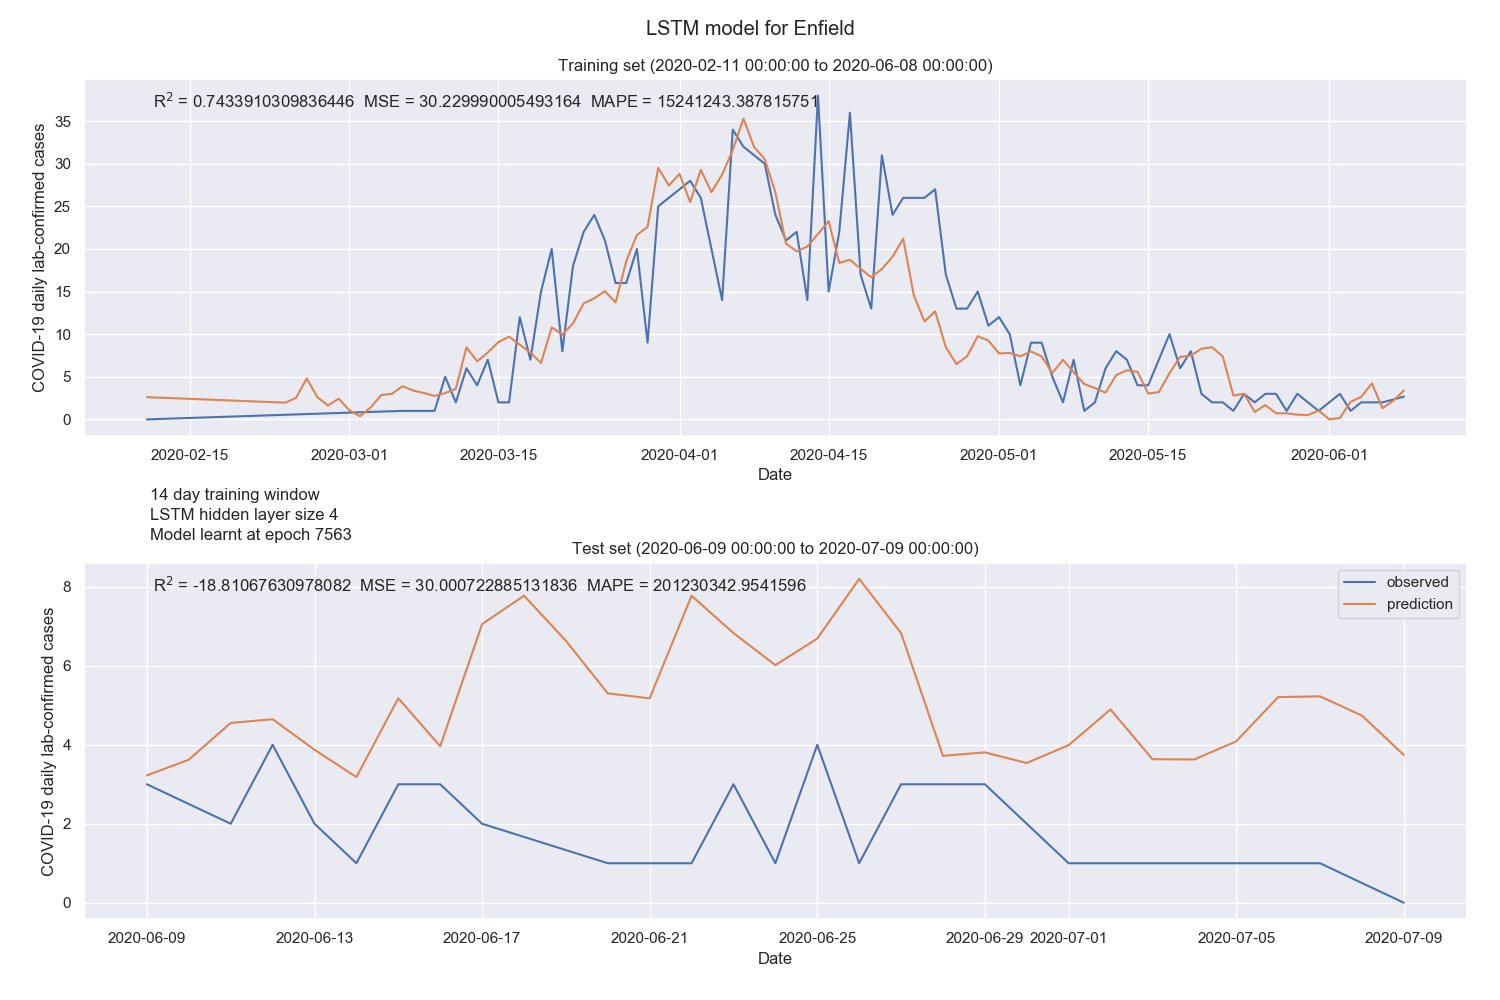 LSTM model for Enfield
Training set (2020-02-11 00:00:00 to 2020-06-08 00:00:00)
R² = 0.7433910309836446 MSE = 30.229990005493164 MAPE = 15241243.387815751
COVID-19 daily lab-confirmed cases
35
30
25
20
15
10
5
0
2020-02-15 2020-03-01 2020-03-15 2020-04-01 2020-04-15 2020-05-01 2020-05-15 2020-06-01
Date
14 day training window
LSTM hidden layer size 4
Model learnt at epoch 7563
Test set (2020-06-09 00:00:00 to 2020-07-09 00:00:00)
R² = -18.81067630978082 MSE = 30.000722885131836 MAPE = 201230342.9541596
observed
prediction
COVID-19 daily lab-confirmed cases
8
6
4
2
0
2020-06-09 2020-06-13 2020-06-17 2020-06-21 2020-06-25 2020-06-29 2020-07-01 2020-07-05 2020-07-09
Date